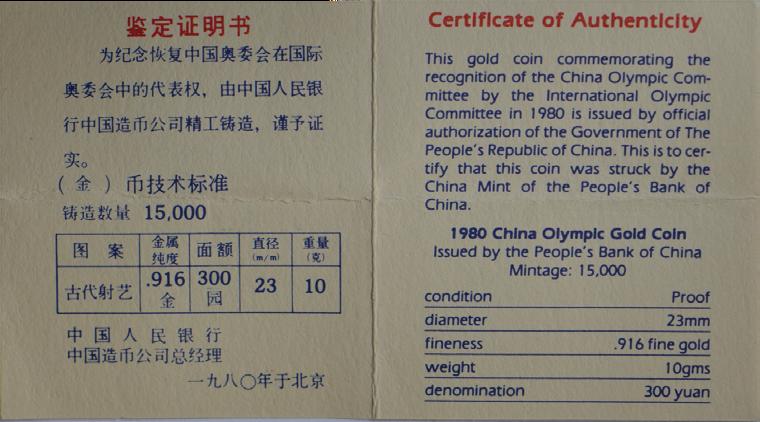 鉴定证明书
为纪念恢复中国奥委会在国际
奥委会中的代表权，由中国人民银
行中国造币公司精工铸造，谨予证
实。
(金)币技术标准
铸造数量 15,000
图案 金属纯度 面额 直径(m/m) 重量(克)
古代射艺 .916金 300园 23 10
中国人民银行
中国造币公司总经理
一九八〇年于北京
Certificate of Authenticity
This gold coin commemorating the
recognition of the China Olympic Com-
mittee by the International Olympic
Committee in 1980 is issued by official
authorization of the Government of The
People's Republic of China. This is to cer-
tify that this coin was struck by the
China Mint of the People's Bank of
China.
1980 China Olympic Gold Coin
Issued by the People's Bank of China
Mintage: 15,000
condition Proof
diameter 23mm
fineness .916 fine gold
weight 10gms
denomination 300 yuan